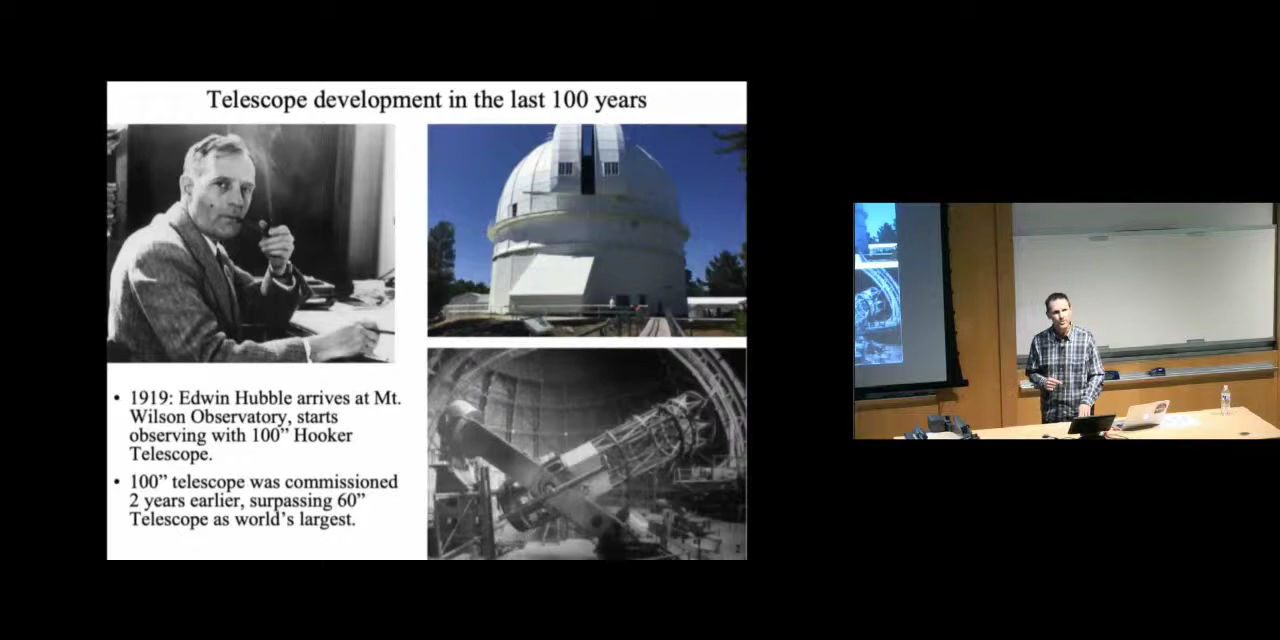 Telescope development in the last 100 years
• 1919: Edwin Hubble arrives at Mt.
Wilson Observatory, starts
observing with 100” Hooker
Telescope.
• 100” telescope was commissioned
2 years earlier, surpassing 60”
Telescope as world’s largest.
2